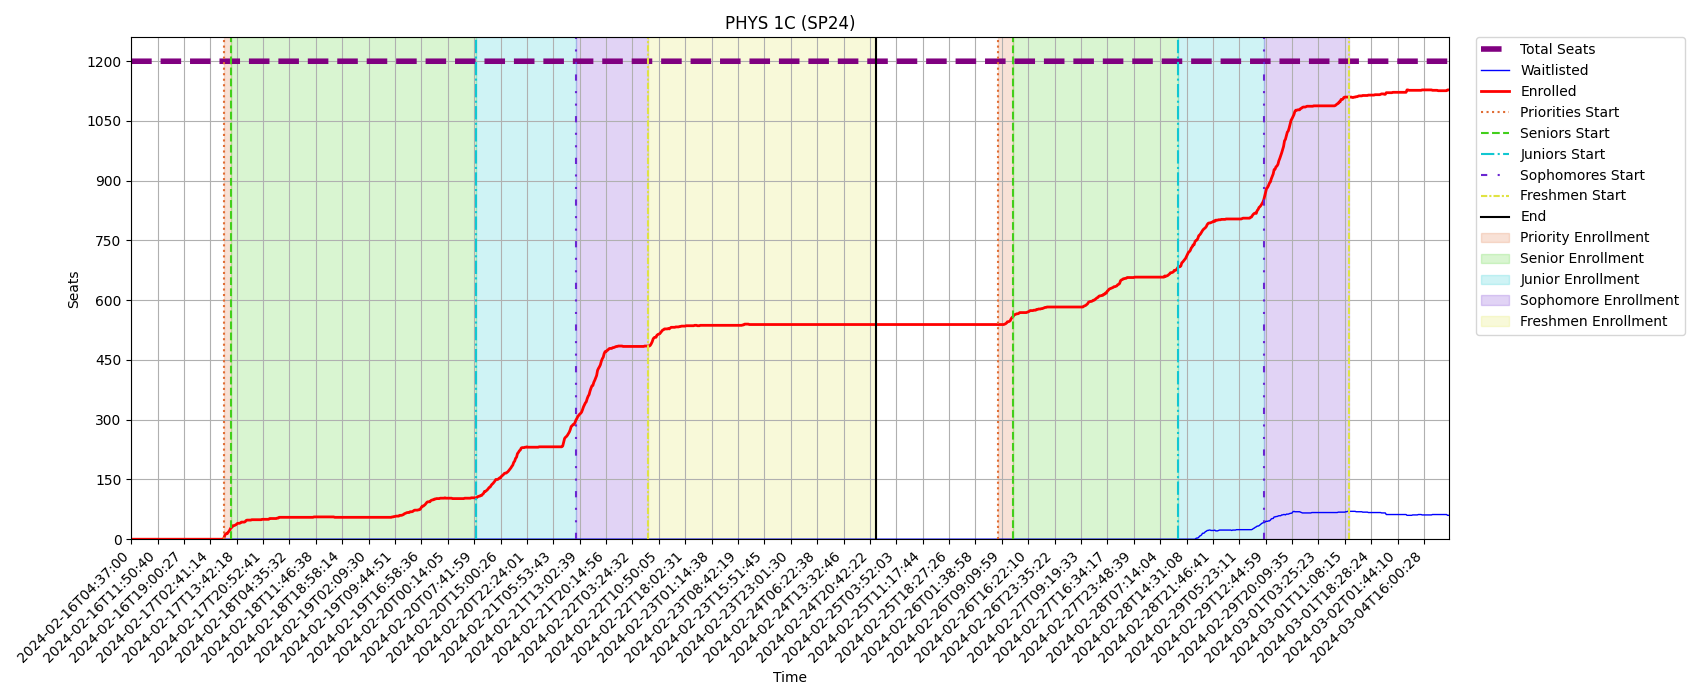 PHYS 1C (SP24)
Seats
1200
1050
900
750
600
450
300
150
0
2024-02-16T04:37:00
2024-02-16T11:50:40
2024-02-16T19:00:27
2024-02-17T02:41:14
2024-02-17T13:42:18
2024-02-17T20:52:41
2024-02-18T04:35:32
2024-02-18T11:46:38
2024-02-18T18:58:14
2024-02-19T02:09:30
2024-02-19T09:44:51
2024-02-19T16:58:36
2024-02-20T00:14:05
2024-02-20T07:41:59
2024-02-20T15:00:26
2024-02-20T22:24:01
2024-02-21T05:53:43
2024-02-21T13:02:39
2024-02-21T20:14:56
2024-02-22T03:24:32
2024-02-22T10:50:05
2024-02-22T18:02:31
2024-02-23T01:14:38
2024-02-23T08:42:19
2024-02-23T15:51:45
2024-02-23T23:01:30
2024-02-24T06:22:38
2024-02-24T13:32:46
2024-02-24T20:42:22
2024-02-25T03:52:03
2024-02-25T11:17:44
2024-02-25T18:27:26
2024-02-26T01:38:58
2024-02-26T09:09:59
2024-02-26T16:22:10
2024-02-26T23:35:22
2024-02-27T09:19:33
2024-02-27T16:34:17
2024-02-27T23:48:39
2024-02-28T07:14:04
2024-02-28T14:31:08
2024-02-28T21:46:41
2024-02-29T05:23:11
2024-02-29T12:44:59
2024-02-29T20:09:35
2024-03-01T03:25:23
2024-03-01T11:08:15
2024-03-01T18:28:24
2024-03-02T01:44:10
2024-03-04T16:00:28
Time
Total Seats
Waitlisted
Enrolled
Priorities Start
Seniors Start
Juniors Start
Sophomores Start
Freshmen Start
End
Priority Enrollment
Senior Enrollment
Junior Enrollment
Sophomore Enrollment
Freshmen Enrollment